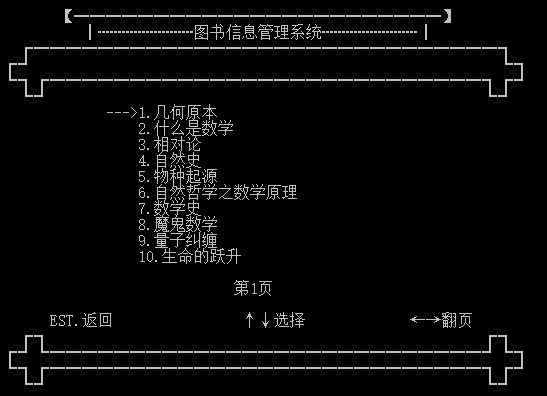 图书信息管理系统
--->1.几何原本
2.什么是数学
3.相对论
4.自然史
5.物种起源
6.自然哲学之数学原理
7.数学史
8.魔鬼数学
9.量子纠缠
10.生命的跃升
第1页
EST.返回 ↑↓选择 ←→翻页